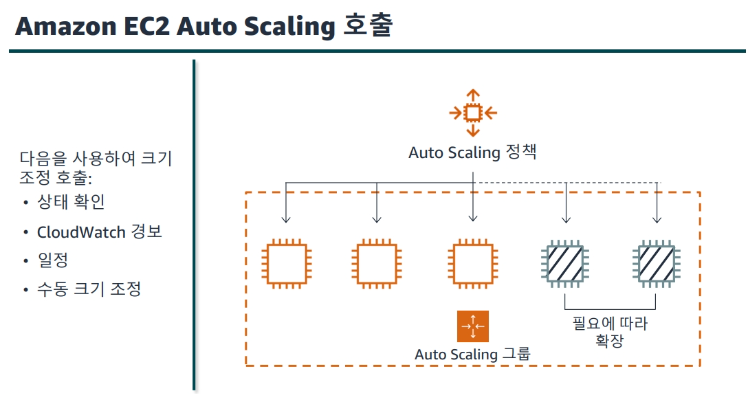 Amazon EC2 Auto Scaling 호출
다음을 사용하여 크기
조정 호출:
• 상태 확인
• CloudWatch 경보
• 일정
• 수동 크기 조정
Auto Scaling 정책
필요에 따라
확장
Auto Scaling 그룹